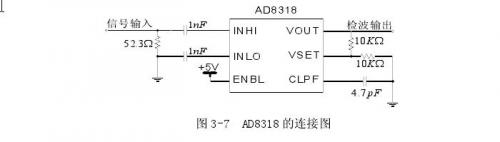 AD8318
信号输入 1nF INHI VOUT 检波输出
52.3Ω 10KΩ
1nF INLO VSET
10KΩ
+5V
ENBL CLPF
4.7pF
图 3-7 AD8318 的连接图